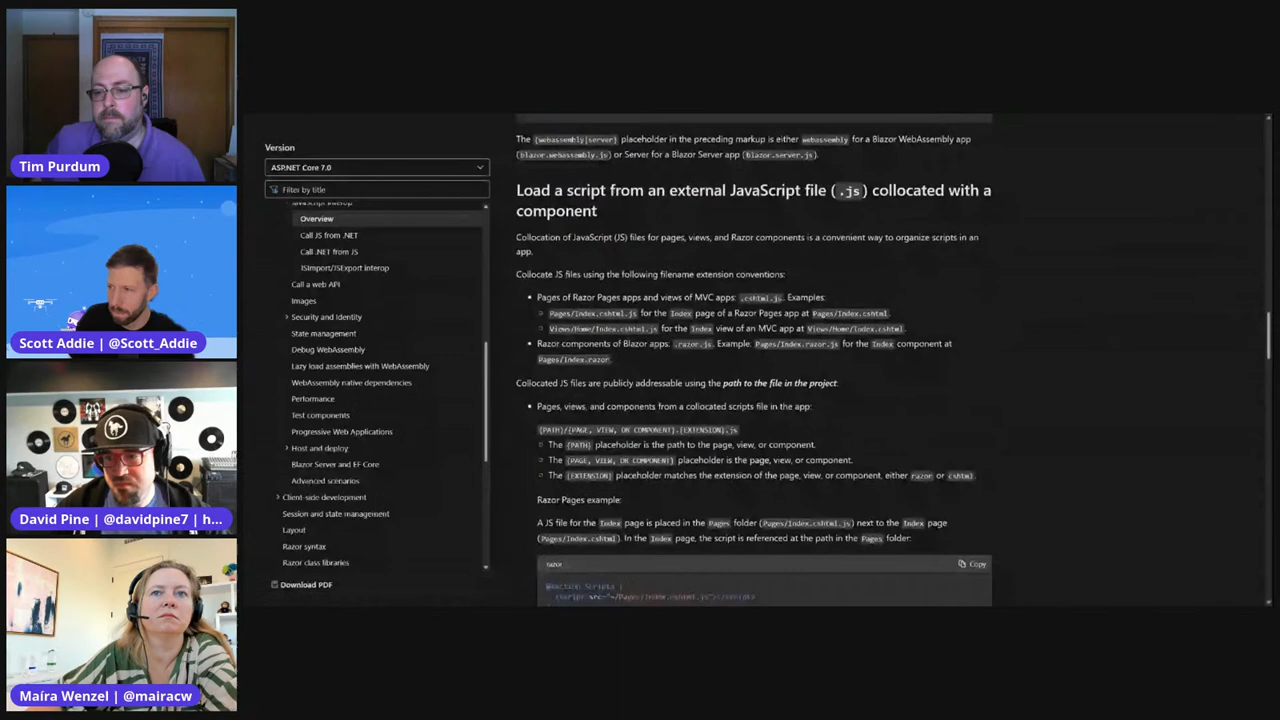 Tim Purdum
Scott Addie | @Scott_Addie
David Pine | @davidpine7 | h...
Maíra Wenzel | @mairacw
Version
ASP.NET Core 7.0
Filter by title
JavaScript interop
Overview
Call JS from .NET
Call .NET from JS
JSImport/JSExport interop
Call a web API
Images
Security and Identity
State management
Debug WebAssembly
Lazy load assemblies with WebAssembly
WebAssembly native dependencies
Performance
Test components
Progressive Web Applications
Host and deploy
Blazor Server and EF Core
Advanced scenarios
Client-side development
Session and state management
Layout
Razor syntax
Razor class libraries
Download PDF
The {webassembly|server} placeholder in the preceding markup is either webassembly for a Blazor WebAssembly app
(blazor.webassembly.js) or Server for a Blazor Server app (blazor.server.js).
Load a script from an external JavaScript file (.js) collocated with a
component
Collocation of JavaScript (JS) files for pages, views, and Razor components is a convenient way to organize scripts in an
app.
Collocate JS files using the following filename extension conventions:
Pages of Razor Pages apps and views of MVC apps: .cshtml.js. Examples:
Pages/Index.cshtml.js for the Index page of a Razor Pages app at Pages/Index.cshtml.
Views/Home/Index.cshtml.js for the Index view of an MVC app at Views/Home/Index.cshtml.
Razor components of Blazor apps: .razor.js. Example: Pages/Index.razor.js for the Index component at
Pages/Index.razor.
Collocated JS files are publicly addressable using the path to the file in the project:
Pages, views, and components from a collocated scripts file in the app:
{PATH}/{PAGE, VIEW, OR COMPONENT}.{EXTENSION}.js
The {PATH} placeholder is the path to the page, view, or component.
The {PAGE, VIEW, OR COMPONENT} placeholder is the page, view, or component.
The {EXTENSION} placeholder matches the extension of the page, view, or component, either razor or cshtml.
Razor Pages example:
A JS file for the Index page is placed in the Pages folder (Pages/Index.cshtml.js) next to the Index page
(Pages/Index.cshtml). In the Index page, the script is referenced at the path in the Pages folder:
razor
Copy
@section Scripts {
<script src="~/Pages/Index.cshtml.js"></script>